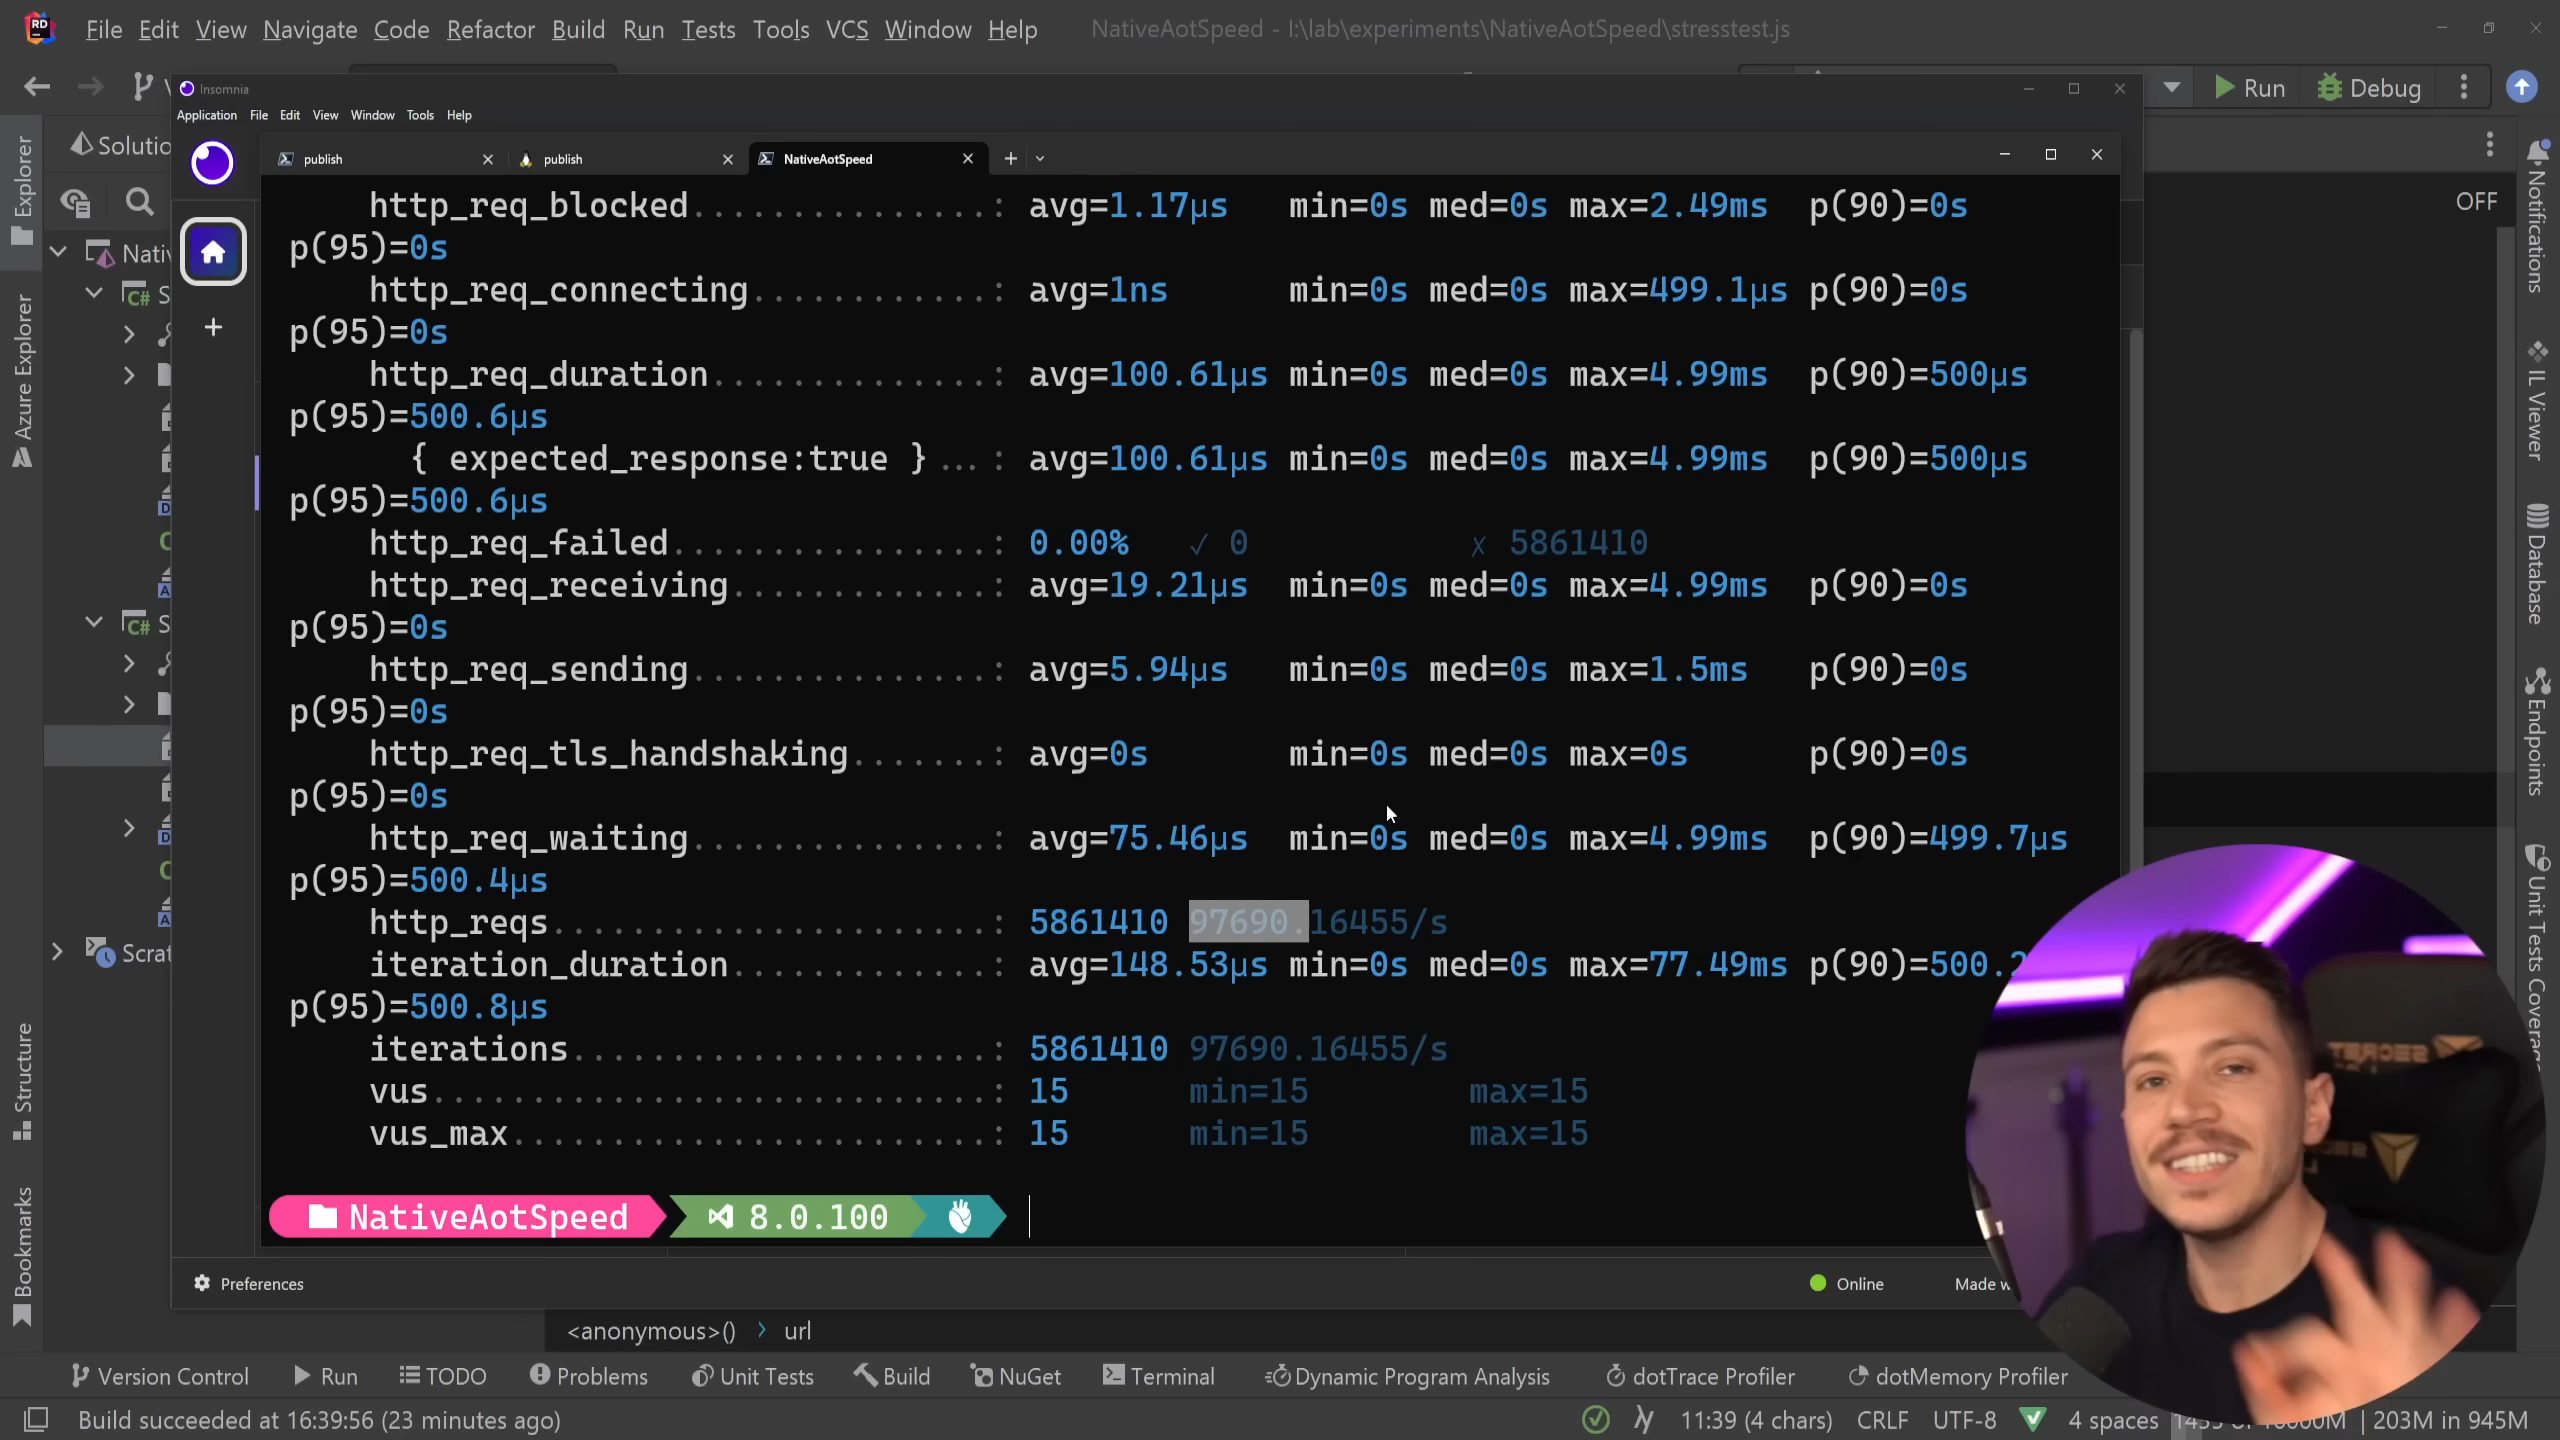 File Edit View Navigate Code Refactor Build Run Tests Tools VCS Window Help NativeAotSpeed - I:\lab\experiments\NativeAotSpeed\stresstest.js
Insomnia
Run Debug
Application File Edit View Window Tools Help
publish publish NativeAotSpeed
OFF
http_req_blocked...............: avg=1.17µs min=0s med=0s max=2.49ms p(90)=0s
p(95)=0s
http_req_connecting............: avg=1ns min=0s med=0s max=499.1µs p(90)=0s
p(95)=0s
http_req_duration..............: avg=100.61µs min=0s med=0s max=4.99ms p(90)=500µs
p(95)=500.6µs
{ expected_response:true }...: avg=100.61µs min=0s med=0s max=4.99ms p(90)=500µs
p(95)=500.6µs
http_req_failed................: 0.00% ✓ 0 ✗ 5861410
http_req_receiving.............: avg=19.21µs min=0s med=0s max=4.99ms p(90)=0s
p(95)=0s
http_req_sending...............: avg=5.94µs min=0s med=0s max=1.5ms p(90)=0s
p(95)=0s
http_req_tls_handshaking.......: avg=0s min=0s med=0s max=0s p(90)=0s
p(95)=0s
http_req_waiting...............: avg=75.46µs min=0s med=0s max=4.99ms p(90)=499.7µs
p(95)=500.4µs
http_reqs......................: 5861410 97690.16455/s
iteration_duration.............: avg=148.53µs min=0s med=0s max=77.49ms p(90)=500.2
p(95)=500.8µs
iterations.....................: 5861410 97690.16455/s
vus............................: 15 min=15 max=15
vus_max........................: 15 min=15 max=15
NativeAotSpeed 8.0.100
Preferences Online Made
<anonymous>() › url
Version Control Run TODO Problems Unit Tests Build NuGet Terminal Dynamic Program Analysis dotTrace Profiler dotMemory Profiler
Build succeeded at 16:39:56 (23 minutes ago) 11:39 (4 chars) CRLF UTF-8 4 spaces 203M in 945M
Explorer
Azure Explorer
Structure
Bookmarks
Notifications
IL Viewer
Database
Endpoints
Unit Tests Coverage